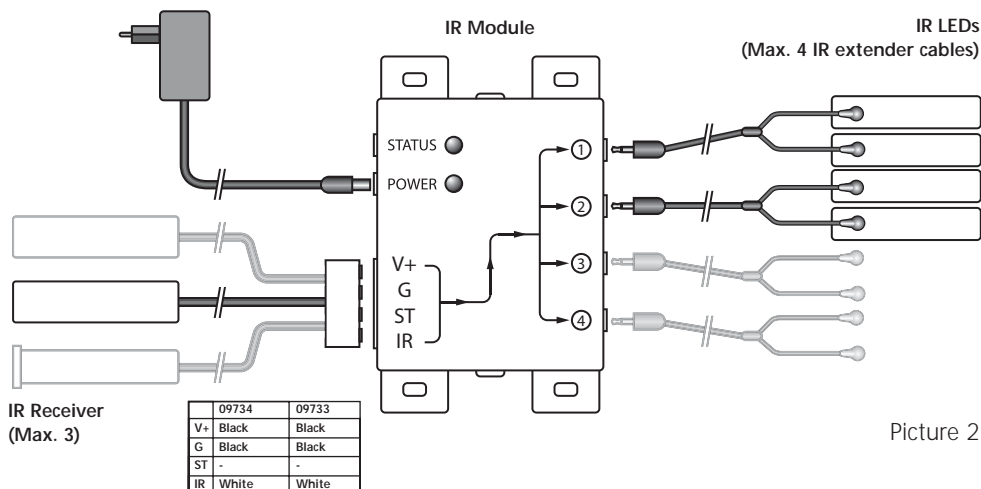 IR Module
IR LEDs
(Max. 4 IR extender cables)
STATUS
POWER
1
2
3
4
V+
G
ST
IR
IR Receiver
(Max. 3)
09734 09733
V+ Black Black
G Black Black
ST - -
IR White White
Picture 2